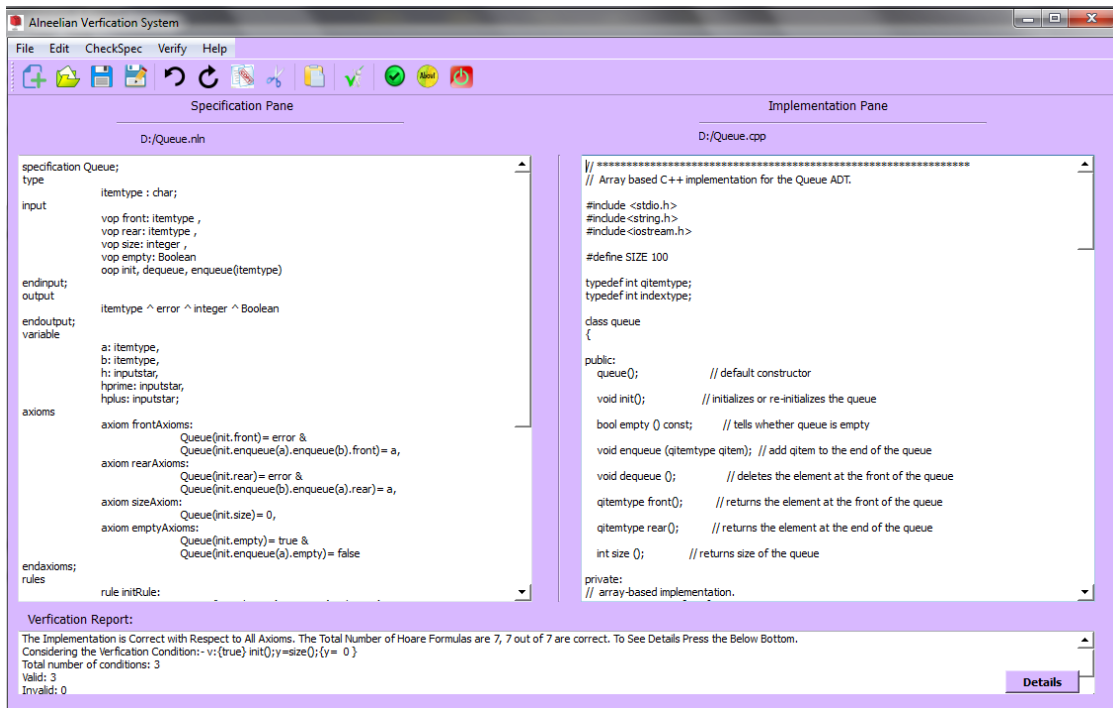 Alneelian Verfication System
File Edit CheckSpec Verify Help
About
Specification Pane
D:/Queue.nln
specification Queue;
type
itemtype : char;
input
vop front: itemtype ,
vop rear: itemtype ,
vop size: integer ,
vop empty: Boolean
oop init, dequeue, enqueue(itemtype)
endinput;
output
itemtype ^ error ^ integer ^ Boolean
endoutput;
variable
a: itemtype,
b: itemtype,
h: inputstar,
hprime: inputstar,
hplus: inputstar;
axioms
axiom frontAxioms:
Queue(init.front)= error &
Queue(init.enqueue(a).enqueue(b).front)= a,
axiom rearAxioms:
Queue(init.rear)= error &
Queue(init.enqueue(b).enqueue(a).rear)= a,
axiom sizeAxiom:
Queue(init.size)= 0,
axiom emptyAxioms:
Queue(init.empty)= true &
Queue(init.enqueue(a).empty)= false
endaxioms;
rules
rule initRule:
Implementation Pane
D:/Queue.cpp
// ***************************************************************
// Array based C++ implementation for the Queue ADT.
#include <stdio.h>
#include<string.h>
#include<iostream.h>
#define SIZE 100
typedef int qitemtype;
typedef int indextype;
class queue
{
public:
queue(); // default constructor
void init(); // initializes or re-initializes the queue
bool empty () const; // tells whether queue is empty
void enqueue (qitemtype qitem); // add qitem to the end of the queue
void dequeue (); // deletes the element at the front of the queue
qitemtype front(); // returns the element at the front of the queue
qitemtype rear(); // returns the element at the end of the queue
int size (); // returns size of the queue
private:
// array-based implementation.
Verfication Report:
The Implementation is Correct with Respect to All Axioms. The Total Number of Hoare Formulas are 7, 7 out of 7 are correct. To See Details Press the Below Bottom.
Considering the Verfication Condition:- v:{true} init();y=size();{y= 0 }
Total number of conditions: 3
Valid: 3
Invalid: 0
Details